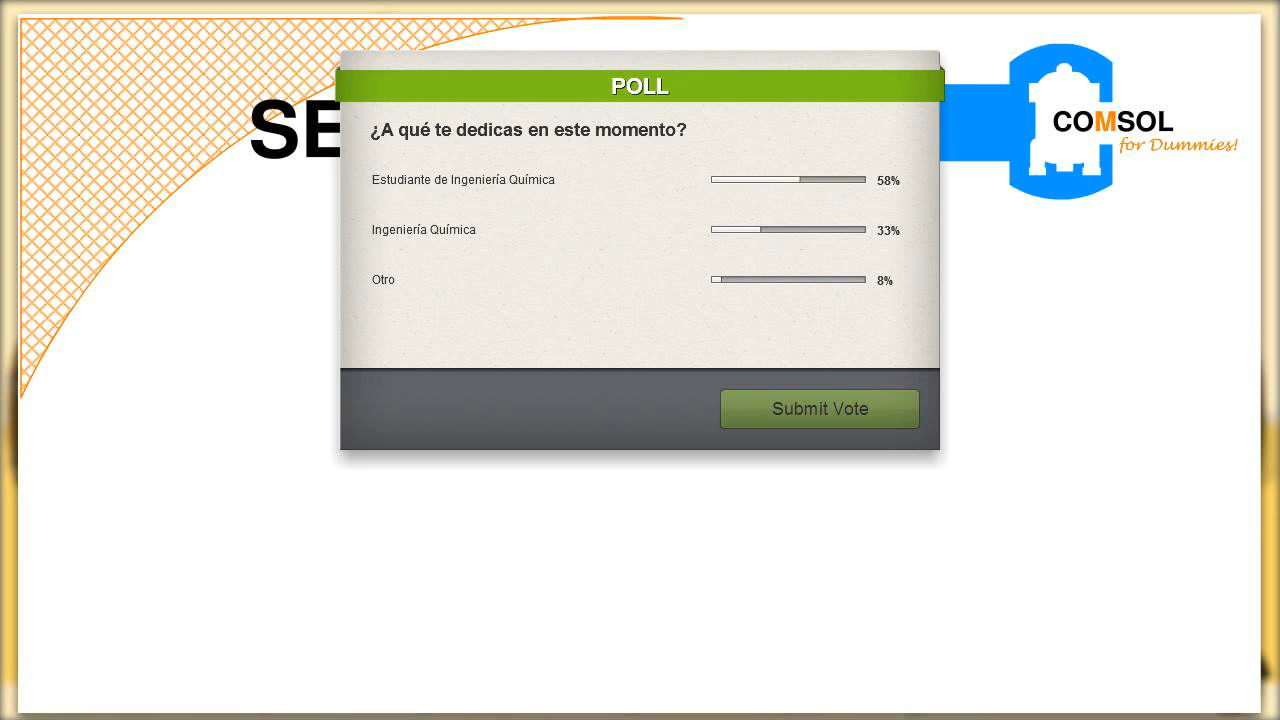 POLL
SE
¿A qué te dedicas en este momento?
COMSOL
for Dummies!
Estudiante de Ingeniería Química 58%
Ingeniería Química 33%
Otro 8%
Submit Vote